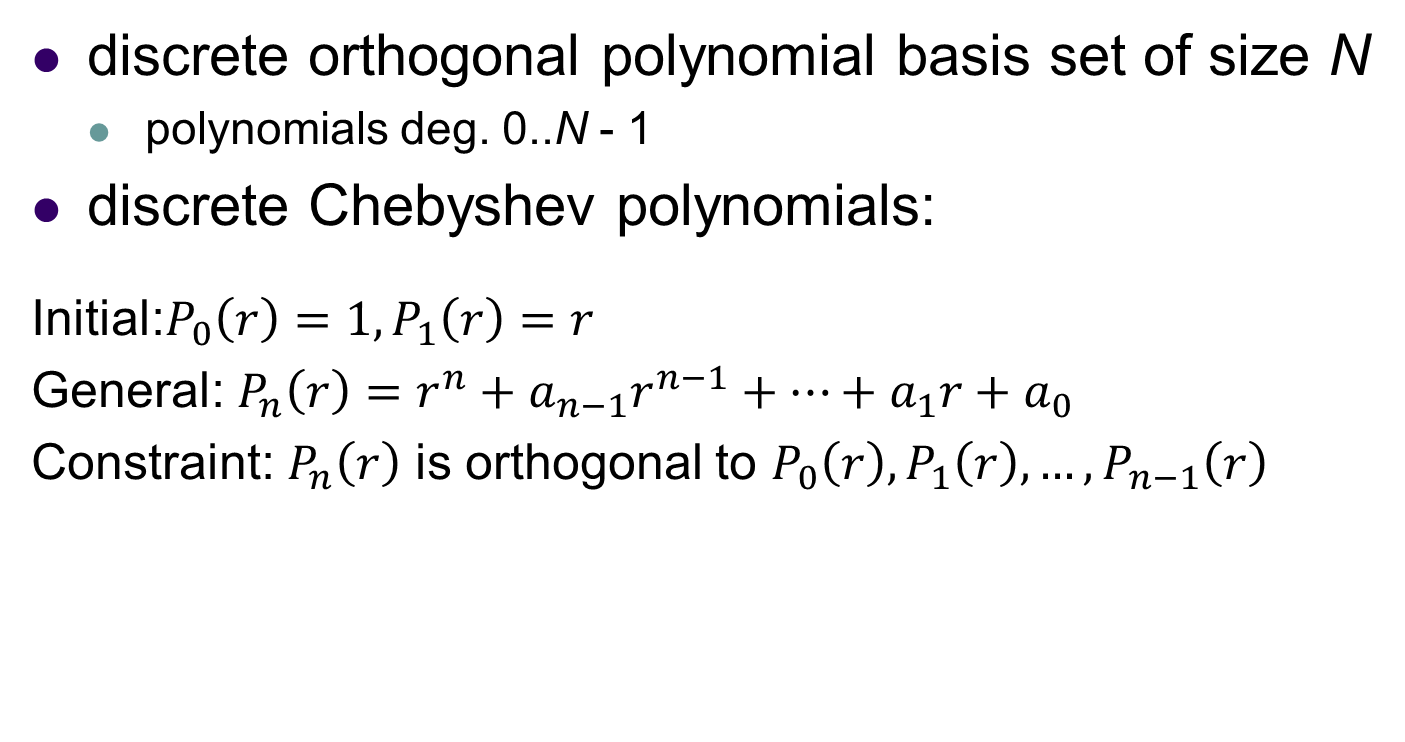 • discrete orthogonal polynomial basis set of size N
• polynomials deg. 0..N - 1
• discrete Chebyshev polynomials:
Initial:P₀(r) = 1, P₁(r) = r
General: Pₙ(r) = rⁿ + aₙ₋₁rⁿ⁻¹ + ⋯ + a₁r + a₀
Constraint: Pₙ(r) is orthogonal to P₀(r), P₁(r), … , Pₙ₋₁(r)